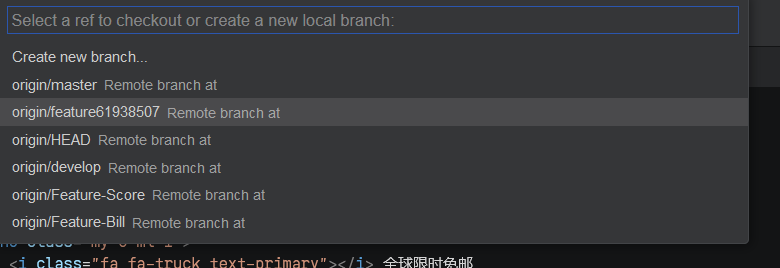 Select a ref to checkout or create a new local branch:
Create new branch...
origin/master Remote branch at
origin/feature61938507 Remote branch at
origin/HEAD Remote branch at
origin/develop Remote branch at
origin/Feature-Score Remote branch at
origin/Feature-Bill Remote branch at
<i class="fa fa-truck text-primary"></i> 全球限时免邮